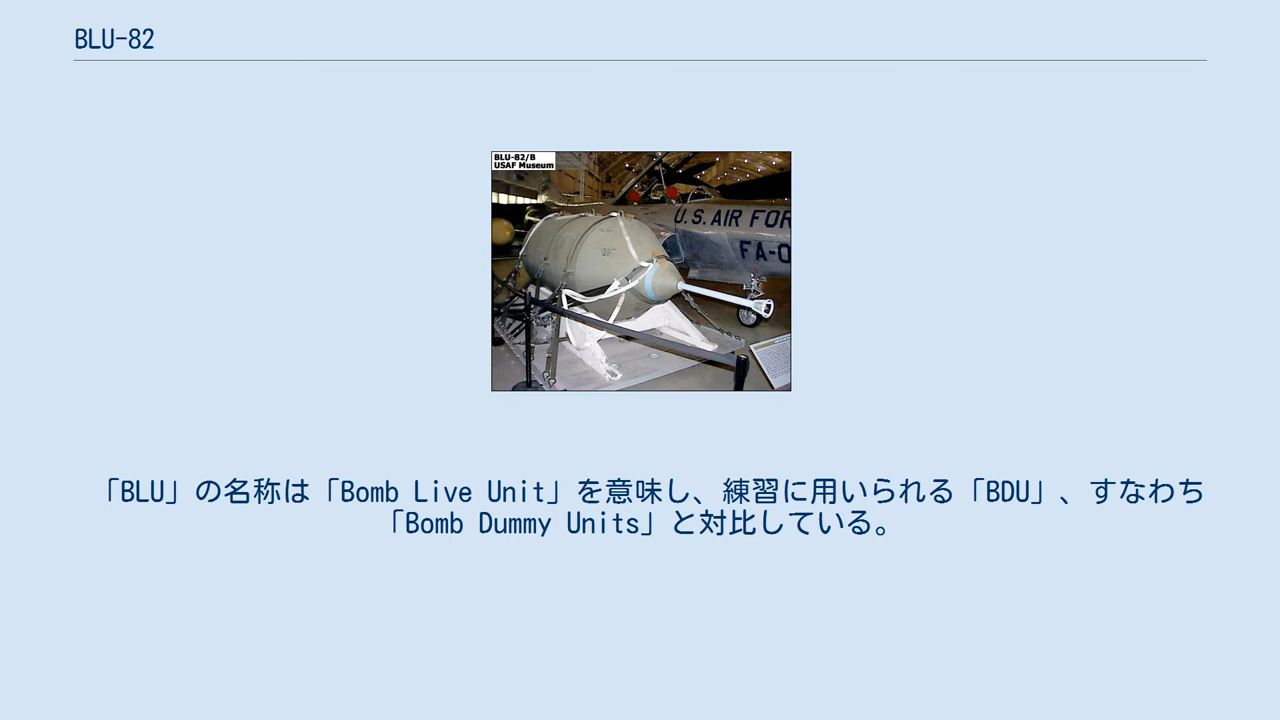 BLU-82
BLU-82/B
USAF Museum
U.S. AIR FOR
FA-0
「BLU」の名称は「Bomb Live Unit」を意味し、練習に用いられる「BDU」、すなわち
「Bomb Dummy Units」と対比している。